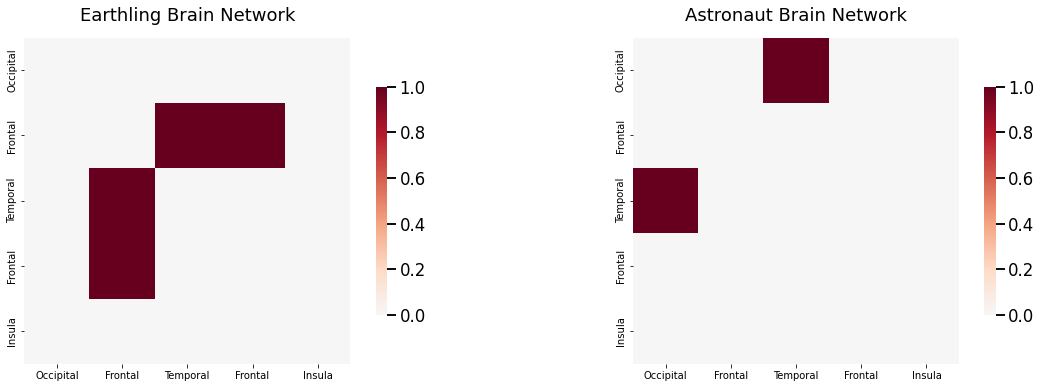 Earthling Brain Network
Occipital
Frontal
Temporal
Frontal
Insula
Occipital Frontal Temporal Frontal Insula
1.0
0.8
0.6
0.4
0.2
0.0
Astronaut Brain Network
Occipital
Frontal
Temporal
Frontal
Insula
Occipital Frontal Temporal Frontal Insula
1.0
0.8
0.6
0.4
0.2
0.0